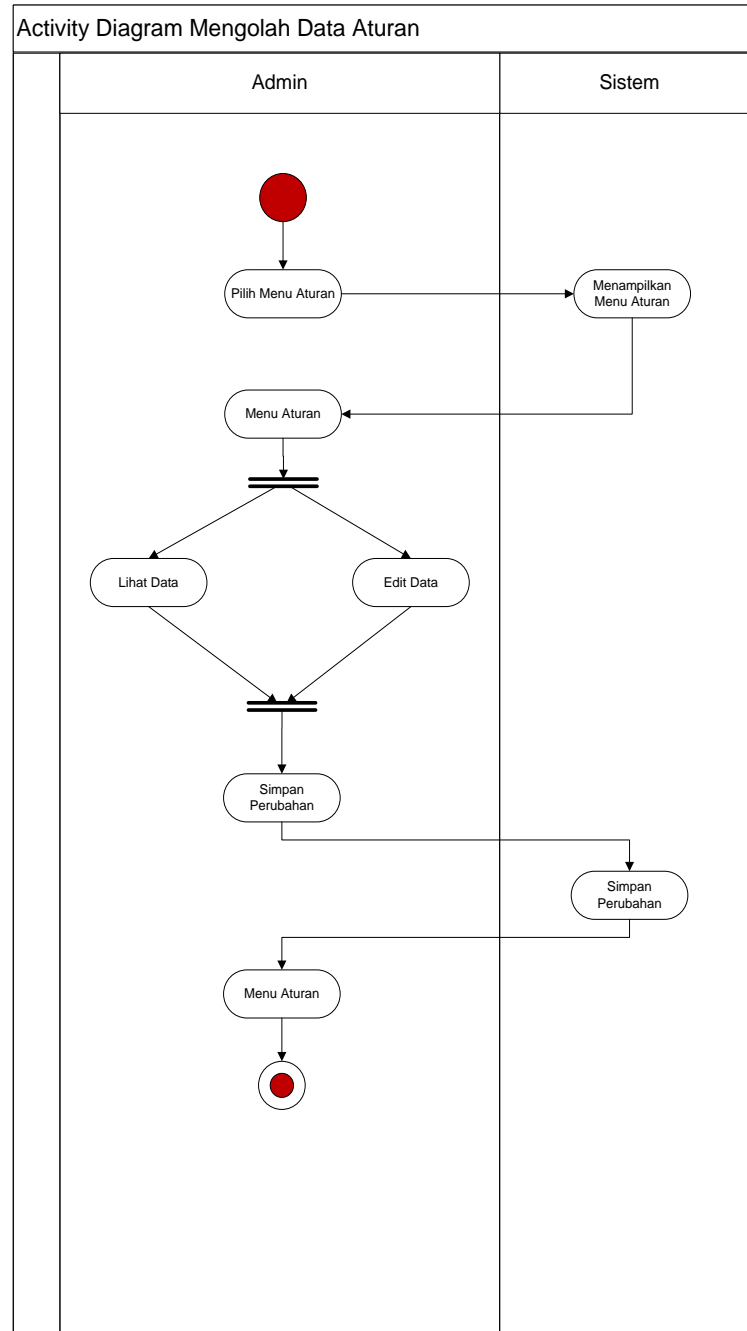 Activity Diagram Mengolah Data Aturan
Admin
Sistem
Pilih Menu Aturan
Menampilkan
Menu Aturan
Menu Aturan
Lihat Data
Edit Data
Simpan
Perubahan
Simpan
Perubahan
Menu Aturan